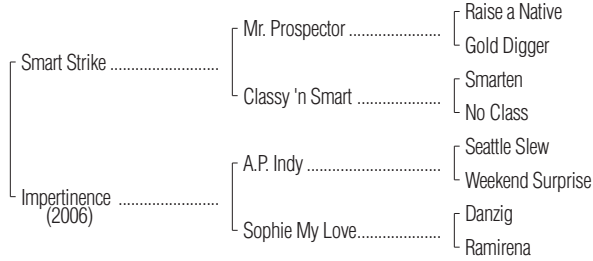 Raise a Native
Mr. Prospector ....................
Gold Digger
Smart Strike ........................
Smarten
Classy 'n Smart ..................
No Class
Seattle Slew
A.P. Indy .............................
Weekend Surprise
Impertinence ......................
(2006)
Danzig
Sophie My Love..................
Ramirena